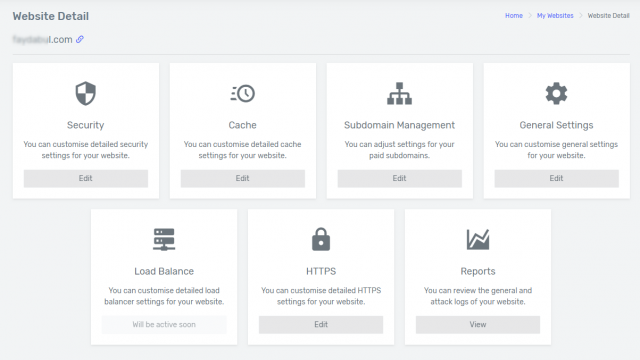 Website Detail
Home > My Websites > Website Detail
l.com
Security
You can customise detailed security
settings for your website.
Edit
Cache
You can customise detailed cache
settings for your website.
Edit
Subdomain Management
You can adjust settings for your
paid subdomains.
Edit
General Settings
You can customise general settings
for your website.
Edit
Load Balance
You can customise detailed load
balancer settings for your website.
Will be active soon
HTTPS
You can customise detailed HTTPS
settings for your website.
Edit
Reports
You can review the general and
attack logs of your website.
View